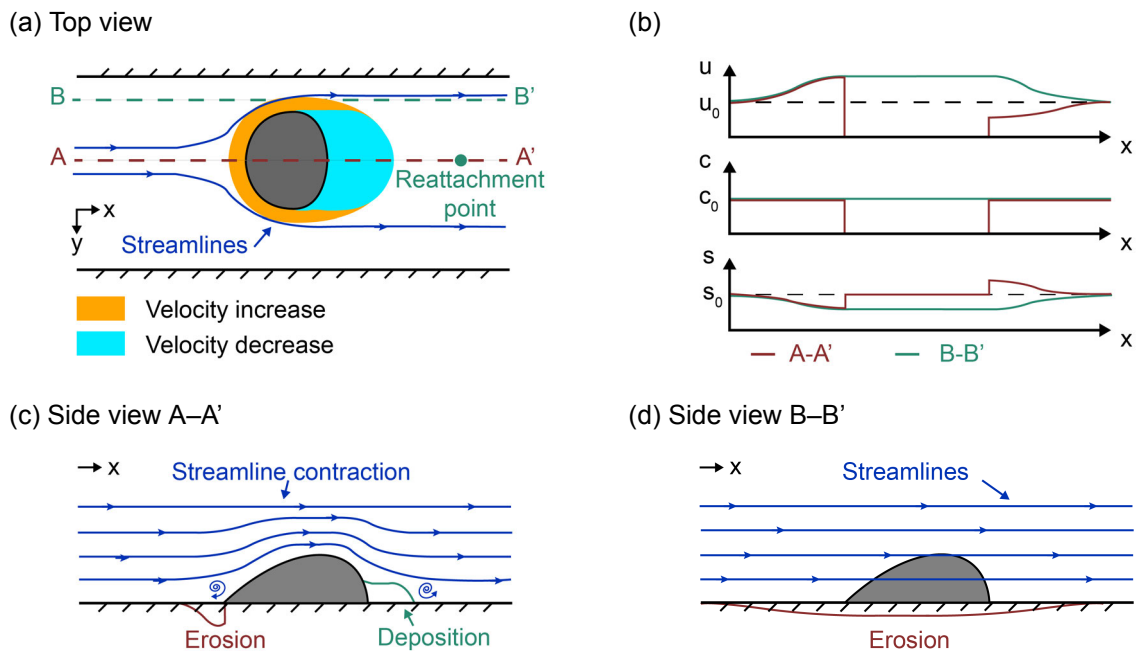 (a) Top view
B
B'
A
A'
Reattachment
point
x
y
Streamlines
Velocity increase
Velocity decrease
(b)
u
u0
x
c
c0
x
s
s0
x
A-A’
B-B’
(c) Side view A–A’
x
Streamline contraction
Erosion
Deposition
(d) Side view B–B’
x
Streamlines
Erosion